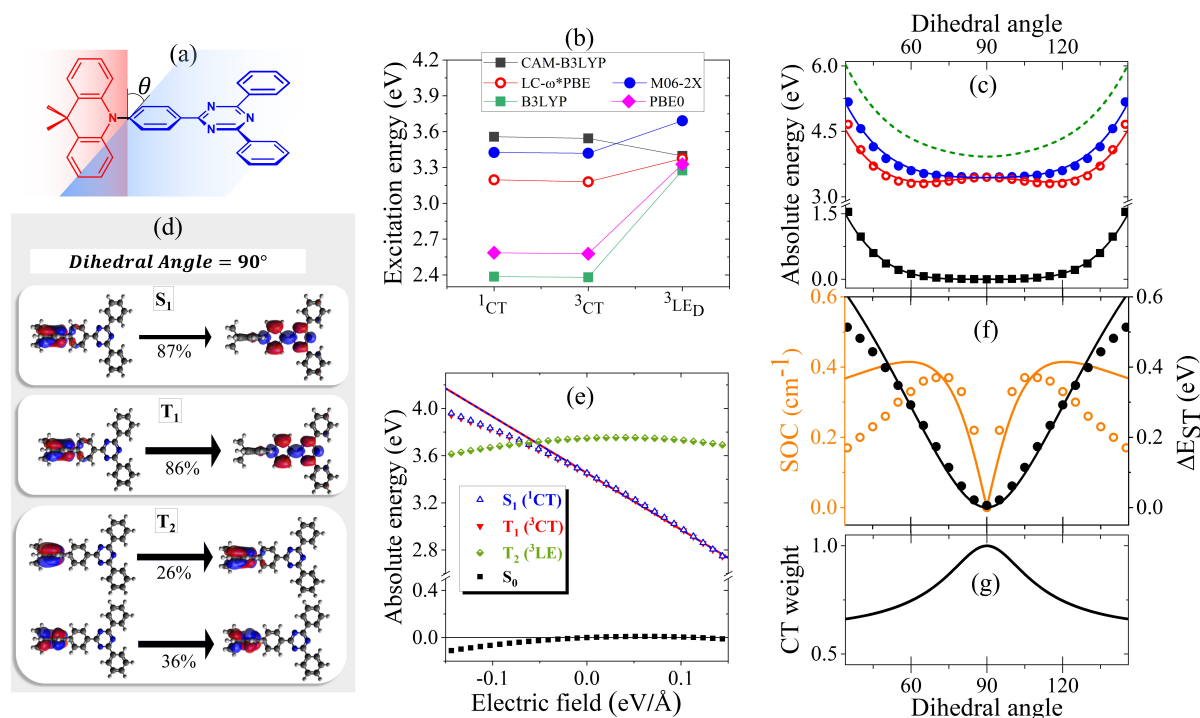 (a)
θ
N
N
N
N
(b)
CAM-B3LYP
LC-ω*PBE
M06-2X
B3LYP
PBE0
Excitation enrgy (eV)
4.2
3.9
3.6
3.3
3.0
2.7
2.4
¹CT
³CT
³LE_D
Dihedral angle
60 90 120
(c)
Absolute energy (eV)
6.0
4.5
3.0
1.5
0.0
(d)
Dihedral Angle = 90°
S₁
87%
T₁
86%
T₂
26%
36%
(e)
Absolute energy (eV)
4.0
3.6
3.2
2.8
0.4
0.0
S₁ (¹CT)
T₁ (³CT)
T₂ (³LE)
S₀
-0.1 0.0 0.1
Electric field (eV/Å)
(f)
SOC (cm⁻¹)
0.6
0.4
0.2
0.0
ΔE_ST (eV)
0.6
0.4
0.2
0.0
(g)
CT weight
1.0
0.5
60 90 120
Dihedral angle